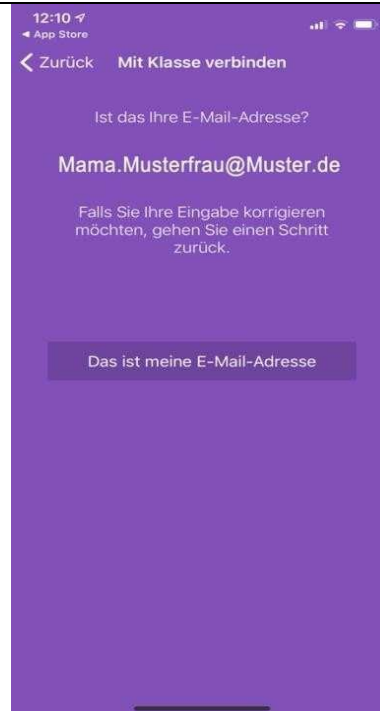 12:10
App Store
Zurück Mit Klasse verbinden
Ist das Ihre E-Mail-Adresse?
Mama.Musterfrau@Muster.de
Falls Sie Ihre Eingabe korrigieren
möchten, gehen Sie einen Schritt
zurück.
Das ist meine E-Mail-Adresse